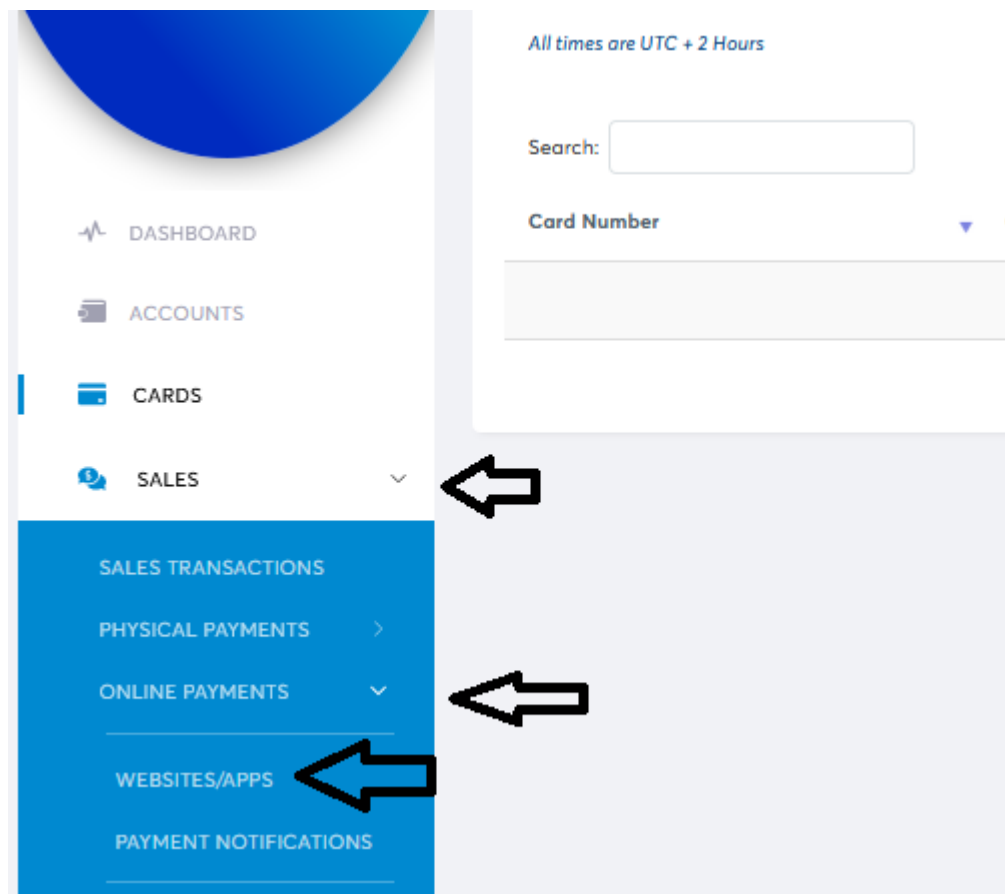 All times are UTC + 2 Hours
Search:
Card Number
DASHBOARD
ACCOUNTS
CARDS
SALES
SALES TRANSACTIONS
PHYSICAL PAYMENTS
ONLINE PAYMENTS
WEBSITES/APPS
PAYMENT NOTIFICATIONS